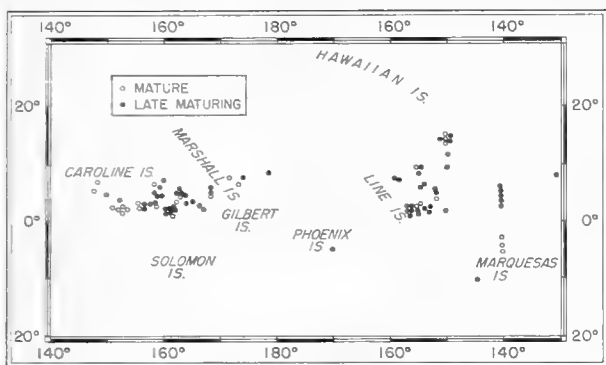 140° 160° 180° 160° 140°
HAWAIIAN IS.
○ MATURE
● LATE MATURING
20° 20°
MARSHALL IS
CAROLINE IS.
LINE IS.
GILBERT
IS.
0° 0°
PHOENIX
IS
SOLOMON
IS.
MARQUESAS
IS
20° 20°
140° 160° 180° 160° 140°